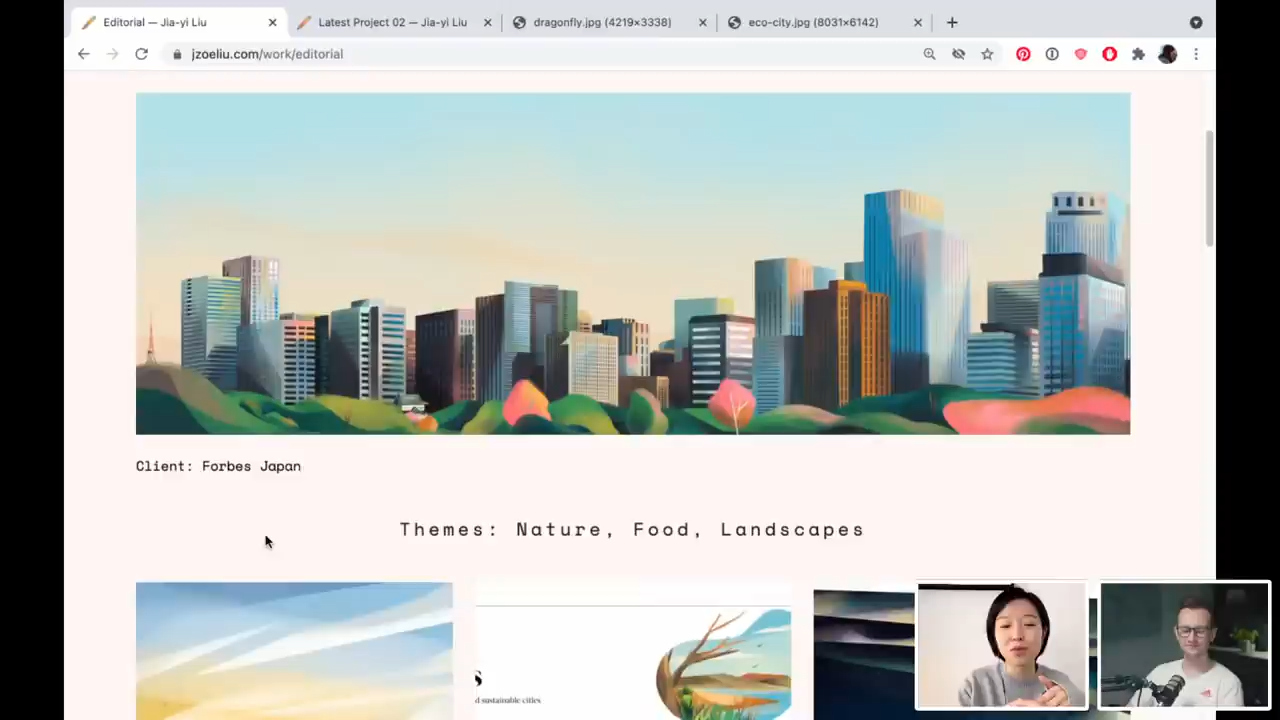 Editorial — Jia-yi Liu
Latest Project 02 — Jia-yi Liu
dragonfly.jpg (4219×3338)
eco-city.jpg (8031×6142)
jzoeliu.com/work/editorial
Client: Forbes Japan
Themes: Nature, Food, Landscapes
s
d sustainable cities